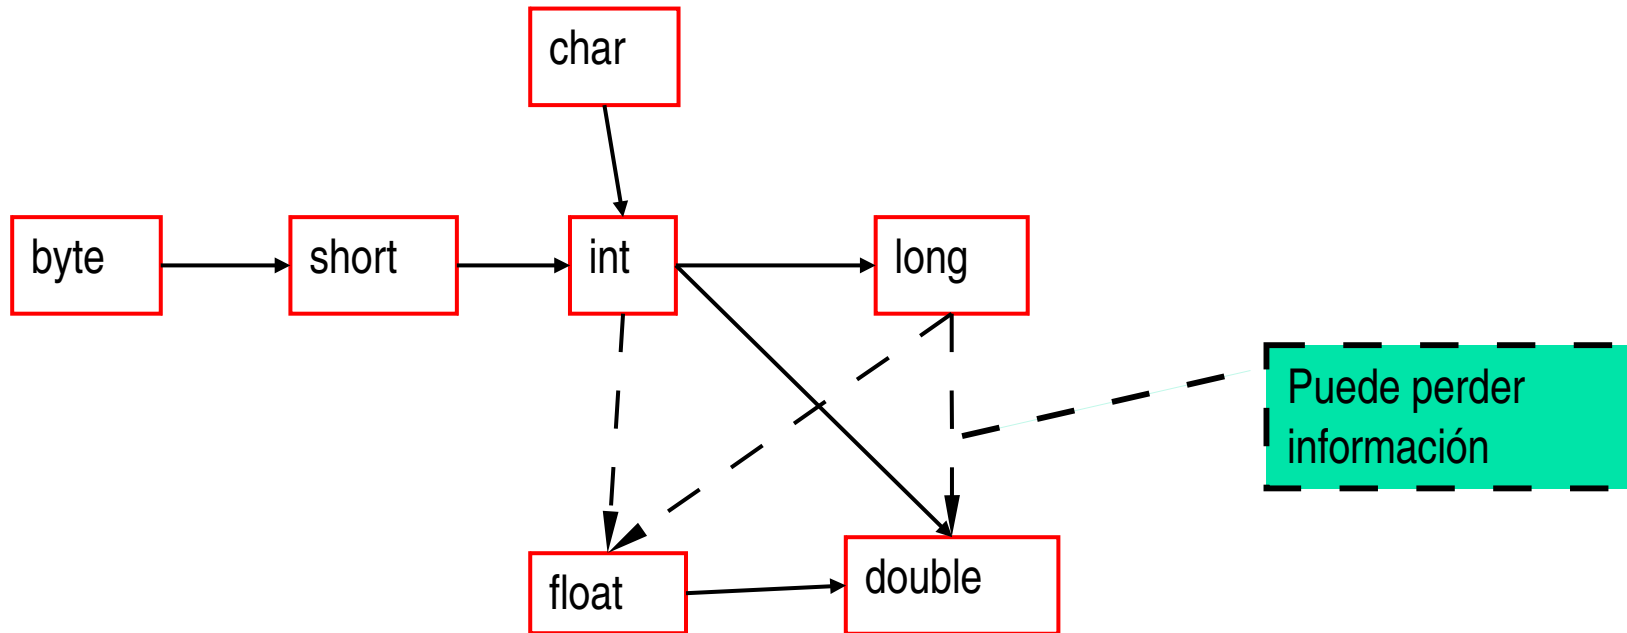 char
byte
short
int
long
Puede perder
información
float
double